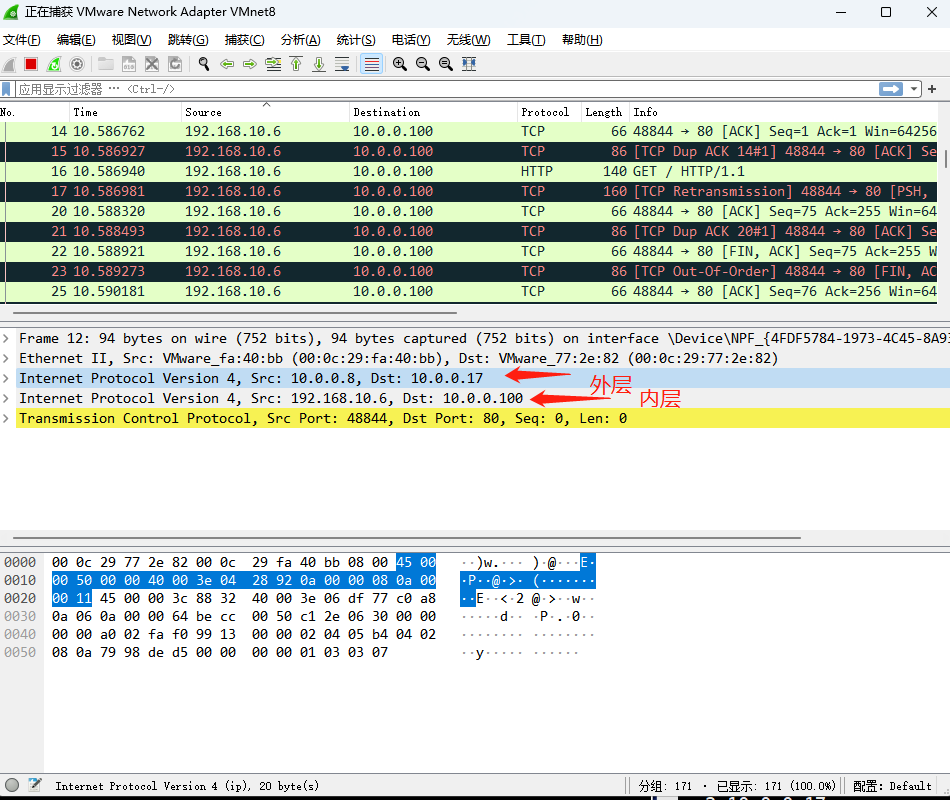 正在捕获 VMware Network Adapter VMnet8
文件(F) 编辑(E) 视图(V) 跳转(G) 捕获(C) 分析(A) 统计(S) 电话(Y) 无线(W) 工具(T) 帮助(H)
应用显示过滤器 … <Ctrl-/>
No. Time Source Destination Protocol Length Info
14 10.586762 192.168.10.6 10.0.0.100 TCP 66 48844 → 80 [ACK] Seq=1 Ack=1 Win=64256
15 10.586927 192.168.10.6 10.0.0.100 TCP 86 [TCP Dup ACK 14#1] 48844 → 80 [ACK] Se
16 10.586940 192.168.10.6 10.0.0.100 HTTP 140 GET / HTTP/1.1
17 10.586981 192.168.10.6 10.0.0.100 TCP 160 [TCP Retransmission] 48844 → 80 [PSH,
20 10.588320 192.168.10.6 10.0.0.100 TCP 66 48844 → 80 [ACK] Seq=75 Ack=255 Win=64
21 10.588493 192.168.10.6 10.0.0.100 TCP 86 [TCP Dup ACK 20#1] 48844 → 80 [ACK] Se
22 10.588921 192.168.10.6 10.0.0.100 TCP 66 48844 → 80 [FIN, ACK] Seq=75 Ack=255 W
23 10.589273 192.168.10.6 10.0.0.100 TCP 86 [TCP Out-Of-Order] 48844 → 80 [FIN, AC
25 10.590181 192.168.10.6 10.0.0.100 TCP 66 48844 → 80 [ACK] Seq=76 Ack=256 Win=64
Frame 12: 94 bytes on wire (752 bits), 94 bytes captured (752 bits) on interface \Device\NPF_{4FDF5784-1973-4C45-8A93
Ethernet II, Src: VMware_fa:40:bb (00:0c:29:fa:40:bb), Dst: VMware_77:2e:82 (00:0c:29:77:2e:82)
Internet Protocol Version 4, Src: 10.0.0.8, Dst: 10.0.0.17
外层
Internet Protocol Version 4, Src: 192.168.10.6, Dst: 10.0.0.100
内层
Transmission Control Protocol, Src Port: 48844, Dst Port: 80, Seq: 0, Len: 0
0000 00 0c 29 77 2e 82 00 0c 29 fa 40 bb 08 00 45 00 ··)w.··· )·@···E·
0010 00 50 00 00 40 00 3e 04 28 92 0a 00 00 08 0a 00 ·P··@·>· (·······
0020 00 11 45 00 00 3c 88 32 40 00 3e 06 df 77 c0 a8 ··E··<·2 @·>··w··
0030 0a 06 0a 00 00 64 be cc 00 50 c1 2e 06 30 00 00 ·····d·· ·P·.·0··
0040 00 00 a0 02 fa f0 99 13 00 00 02 04 05 b4 04 02 ········ ········
0050 08 0a 79 98 de d5 00 00 00 00 01 03 03 07 ··y····· ······
Internet Protocol Version 4 (ip), 20 byte(s) 分组: 171 · 已显示: 171 (100.0%) 配置: Default